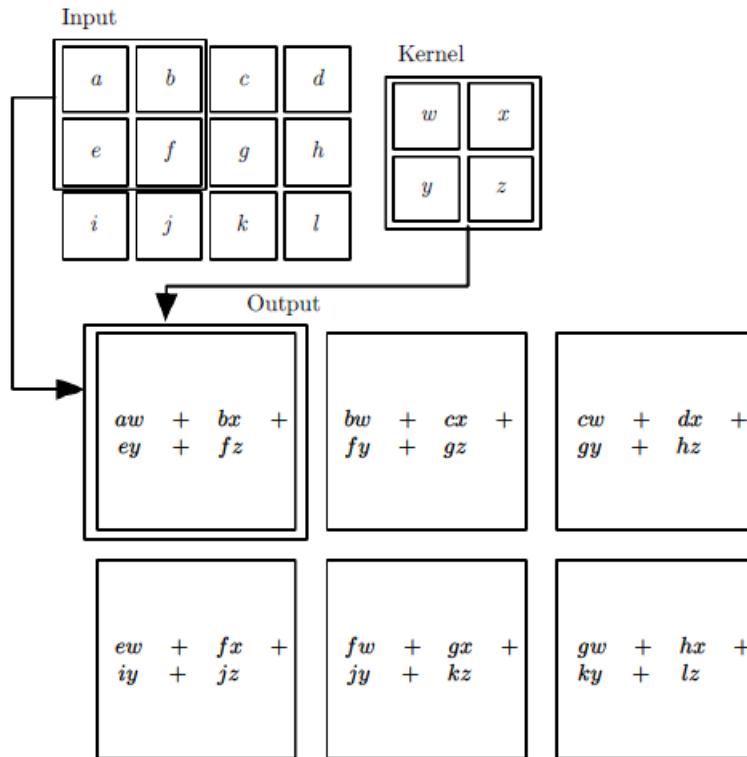 Input
a b c d
e f g h
i j k l
Kernel
w x
y z
Output
aw + bx +
ey + fz
bw + cx +
fy + gz
cw + dx +
gy + hz
ew + fx +
iy + jz
fw + gx +
jy + kz
gw + hx +
ky + lz